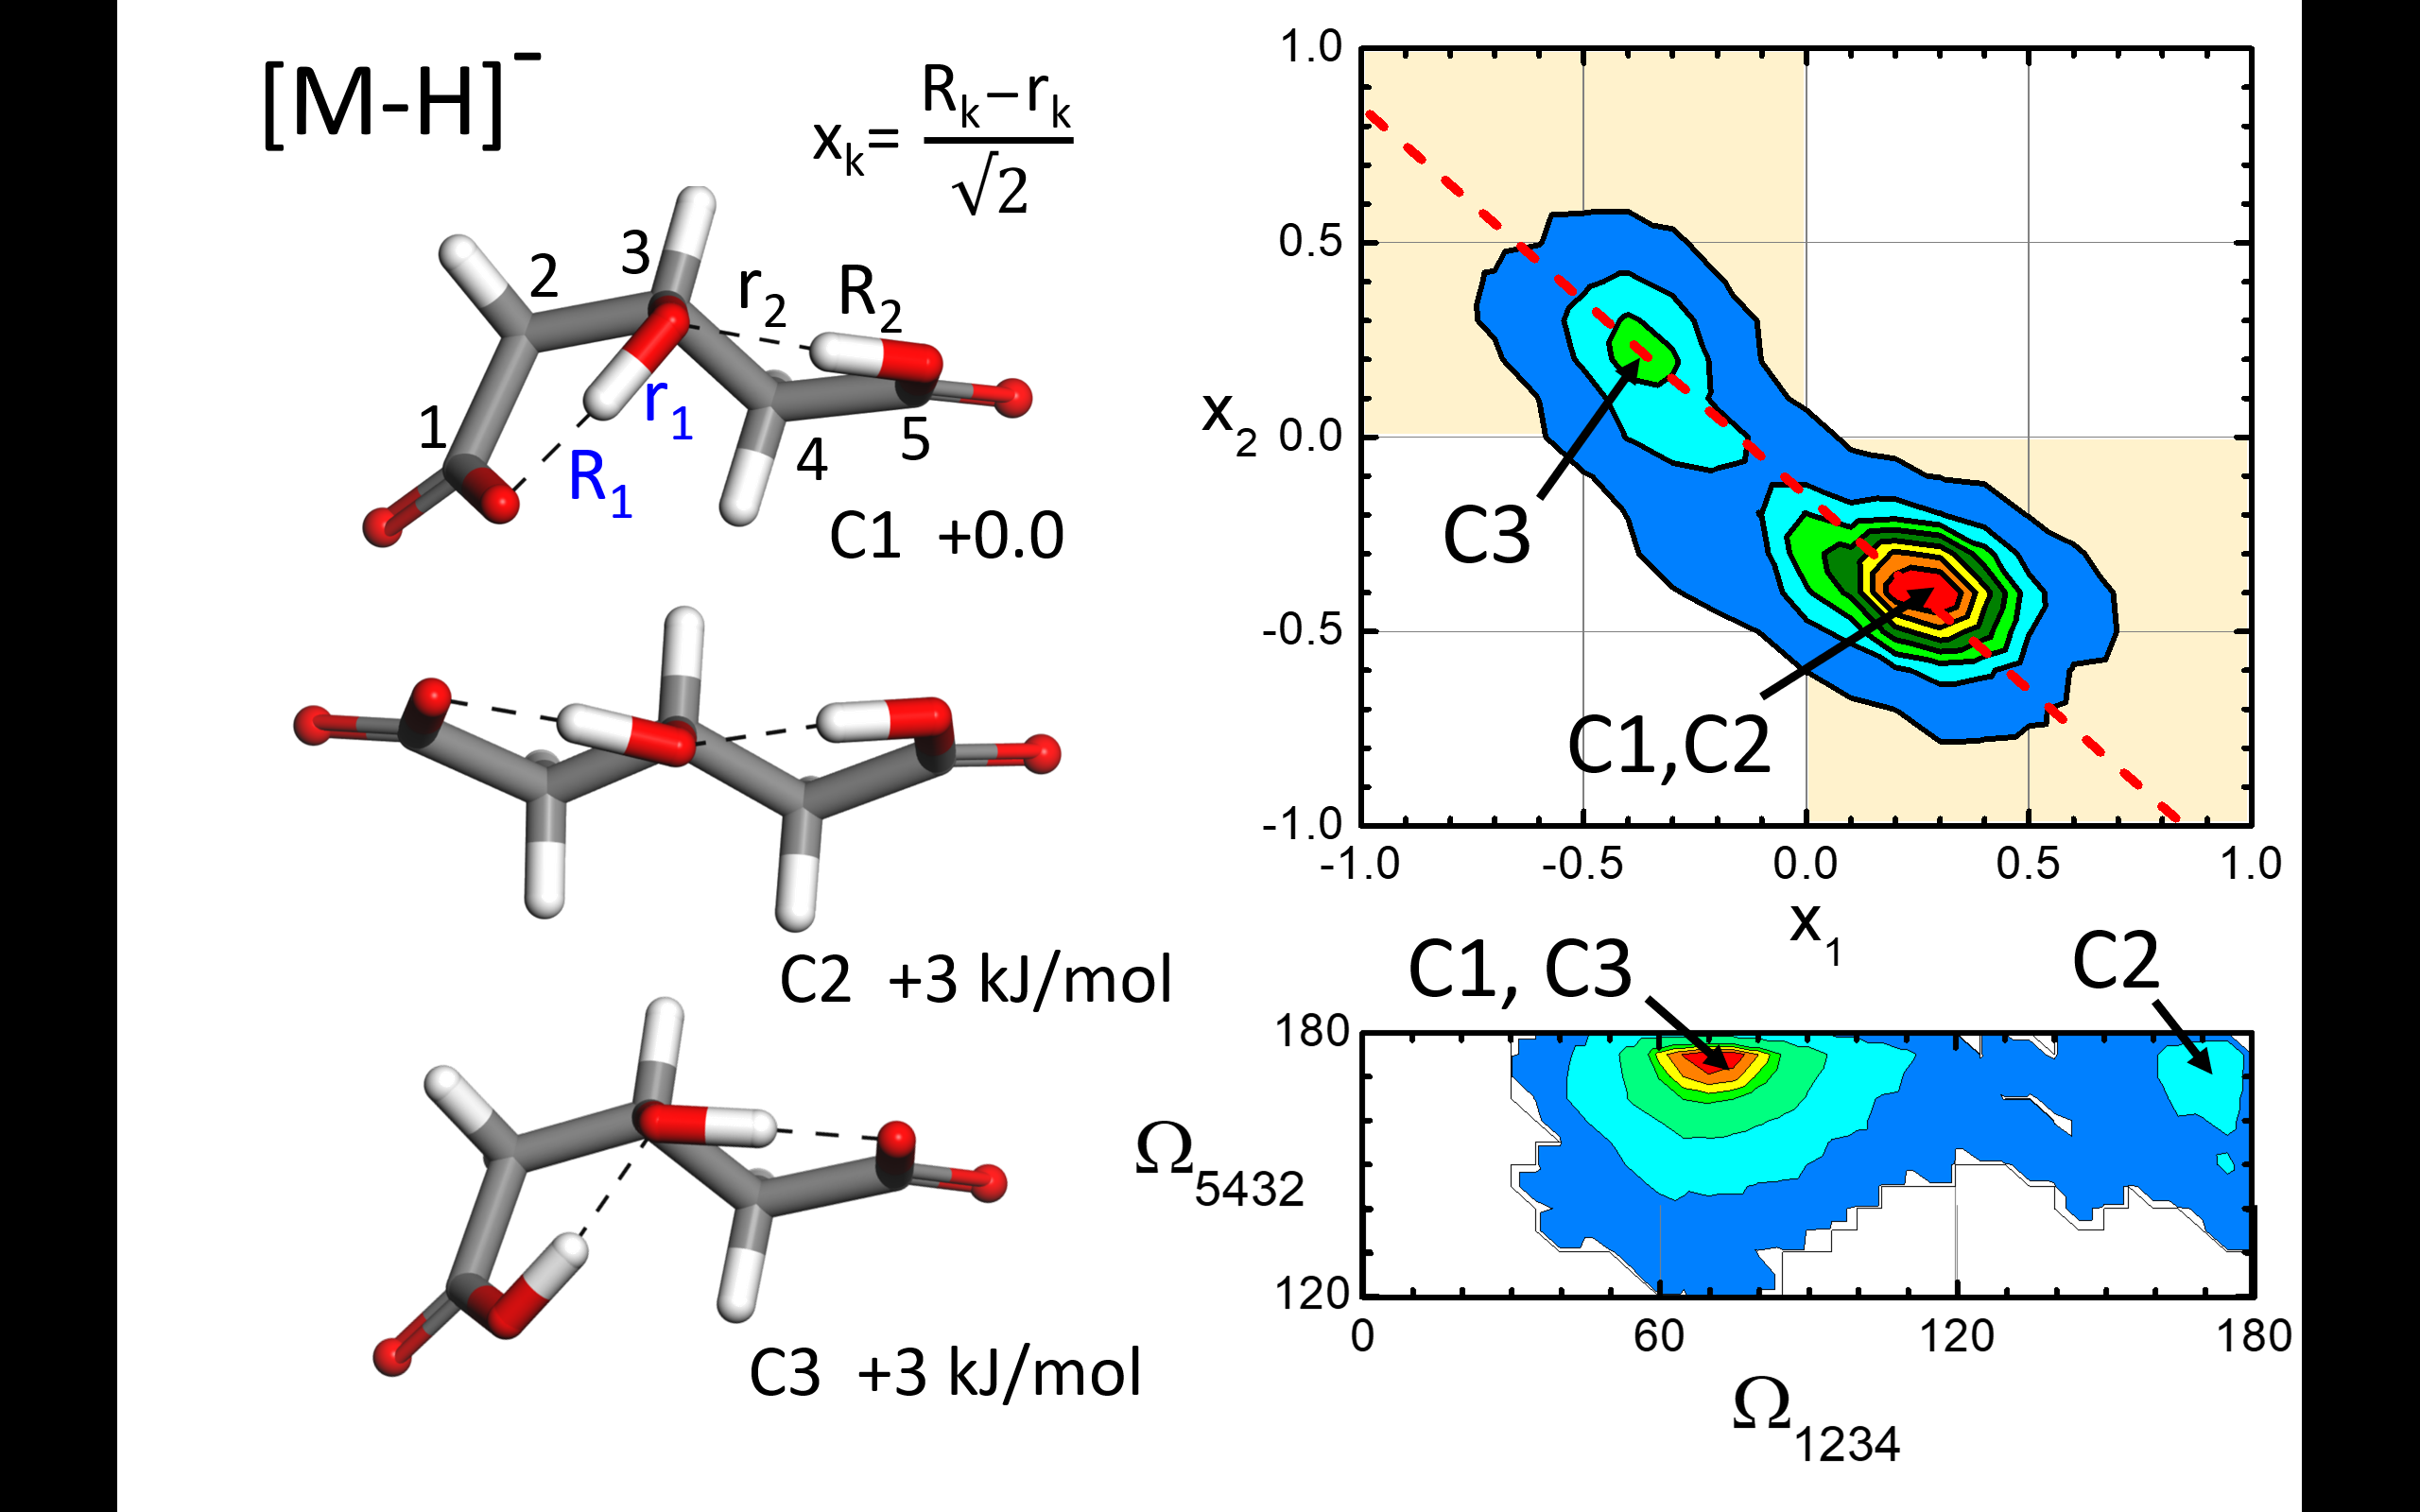 [M-H]⁻
xₖ= (Rₖ−rₖ)/√2
1
2
3
4
5
r₂
R₂
r₁
R₁
C1 +0.0
C2 +3 kJ/mol
C3 +3 kJ/mol
1.0
0.5
0.0
-0.5
-1.0
x₂
C3
C1,C2
-1.0
-0.5
0.0
0.5
1.0
x₁
C1, C3
C2
180
120
Ω₅₄₃₂
0
60
120
180
Ω₁₂₃₄